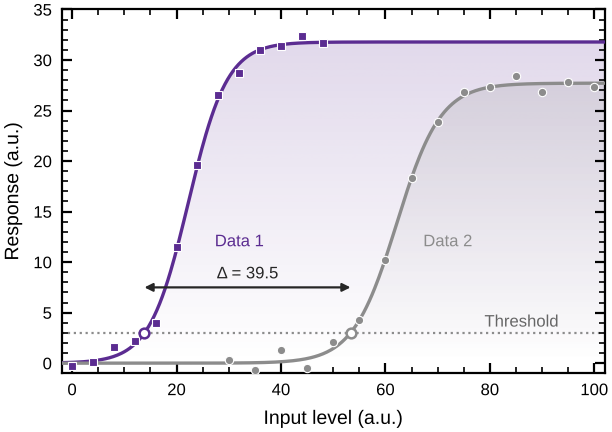 35
30
25
20
15
10
5
0
Response (a.u.)
Data 1
Data 2
Δ = 39.5
Threshold
0
20
40
60
80
100
Input level (a.u.)